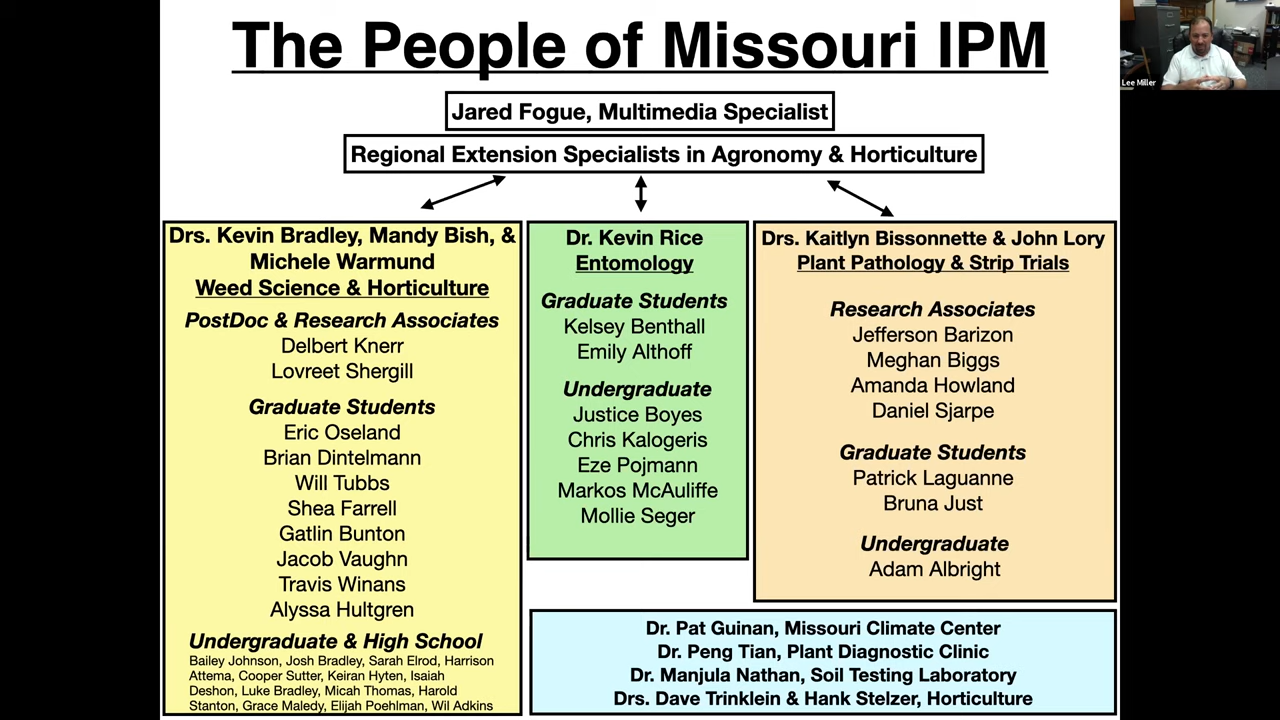 The People of Missouri IPM
Lee Miller
Jared Fogue, Multimedia Specialist
Regional Extension Specialists in Agronomy & Horticulture
Drs. Kevin Bradley, Mandy Bish, &
Michele Warmund
Weed Science & Horticulture
PostDoc & Research Associates
Delbert Knerr
Lovreet Shergill
Graduate Students
Eric Oseland
Brian Dintelmann
Will Tubbs
Shea Farrell
Gatlin Bunton
Jacob Vaughn
Travis Winans
Alyssa Hultgren
Undergraduate & High School
Bailey Johnson, Josh Bradley, Sarah Elrod, Harrison
Attema, Cooper Sutter, Keiran Hyten, Isaiah
Deshon, Luke Bradley, Micah Thomas, Harold
Stanton, Grace Maledy, Elijah Poehlman, Wil Adkins
Dr. Kevin Rice
Entomology
Graduate Students
Kelsey Benthall
Emily Althoff
Undergraduate
Justice Boyes
Chris Kalogeris
Eze Pojmann
Markos McAuliffe
Mollie Seger
Drs. Kaitlyn Bissonnette & John Lory
Plant Pathology & Strip Trials
Research Associates
Jefferson Barizon
Meghan Biggs
Amanda Howland
Daniel Sjarpe
Graduate Students
Patrick Laguanne
Bruna Just
Undergraduate
Adam Albright
Dr. Pat Guinan, Missouri Climate Center
Dr. Peng Tian, Plant Diagnostic Clinic
Dr. Manjula Nathan, Soil Testing Laboratory
Drs. Dave Trinklein & Hank Stelzer, Horticulture